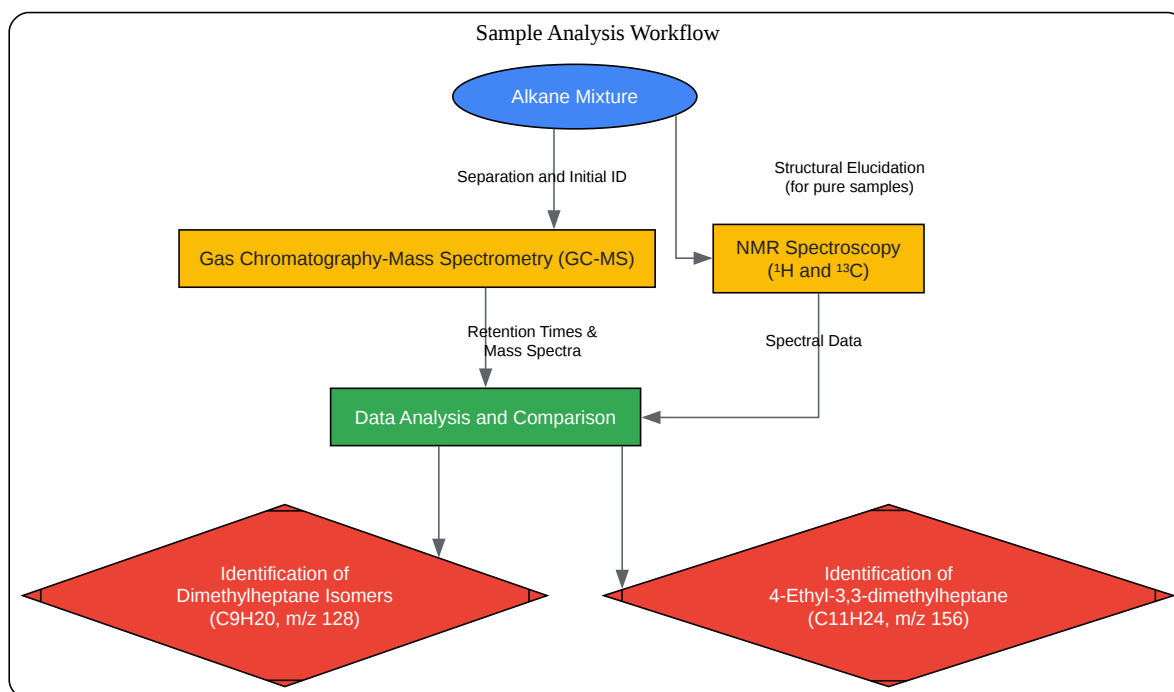 Sample Analysis Workflow
Alkane Mixture
Separation and Initial ID
Structural Elucidation
(for pure samples)
Gas Chromatography-Mass Spectrometry (GC-MS)
NMR Spectroscopy
(¹H and ¹³C)
Retention Times &
Mass Spectra
Spectral Data
Data Analysis and Comparison
Identification of
Dimethylheptane Isomers
(C9H20, m/z 128)
Identification of
4-Ethyl-3,3-dimethylheptane
(C11H24, m/z 156)